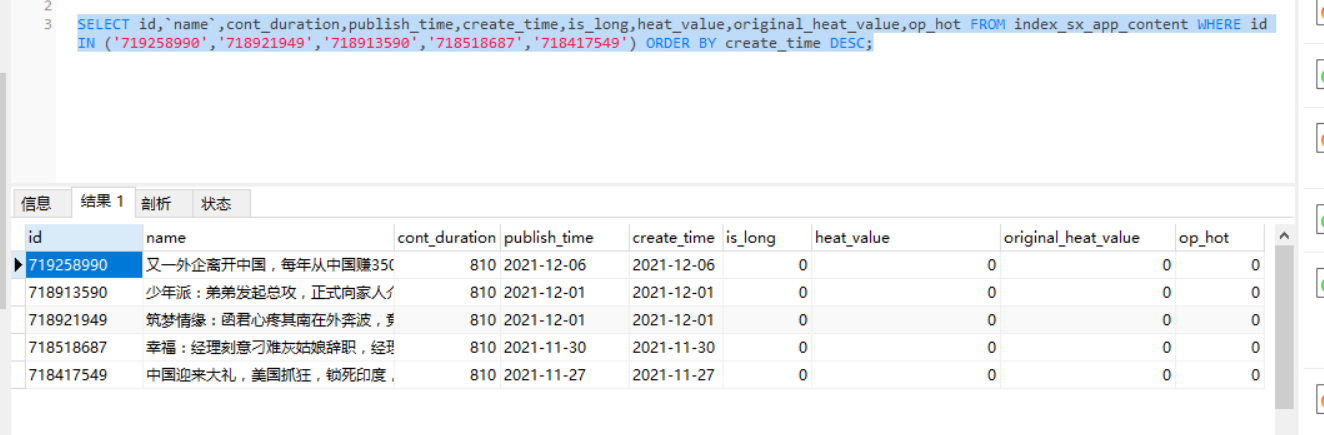 2
3 SELECT id,`name`,cont_duration,publish_time,create_time,is_long,heat_value,original_heat_value,op_hot FROM index_sx_app_content WHERE id
IN ('719258990','718921949','718913590','718518687','718417549') ORDER BY create_time DESC;
信息 结果 1 剖析 状态
id name cont_duration publish_time create_time is_long heat_value original_heat_value op_hot
719258990 又一外企离开中国，每年从中国赚350 810 2021-12-06 2021-12-06 0 0 0 0
718913590 少年派：弟弟发起总攻，正式向家人 810 2021-12-01 2021-12-01 0 0 0 0
718921949 筑梦情缘：函君心疼其南在外奔波， 810 2021-12-01 2021-12-01 0 0 0 0
718518687 幸福：经理刻意刁难灰姑娘辞职，经理 810 2021-11-30 2021-11-30 0 0 0 0
718417549 中国迎来大礼，美国抓狂，锁死印度， 810 2021-11-27 2021-11-27 0 0 0 0